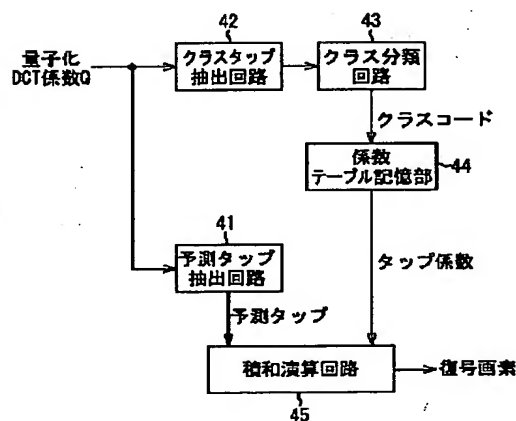 42
43
量子化
DCT係数Q
クラスタップ
抽出回路
クラス分類
回路
クラスコード
係数
テーブル記憶部
44
41
予測タップ
抽出回路
タップ係数
予測タップ
積和演算回路
復号画素
45